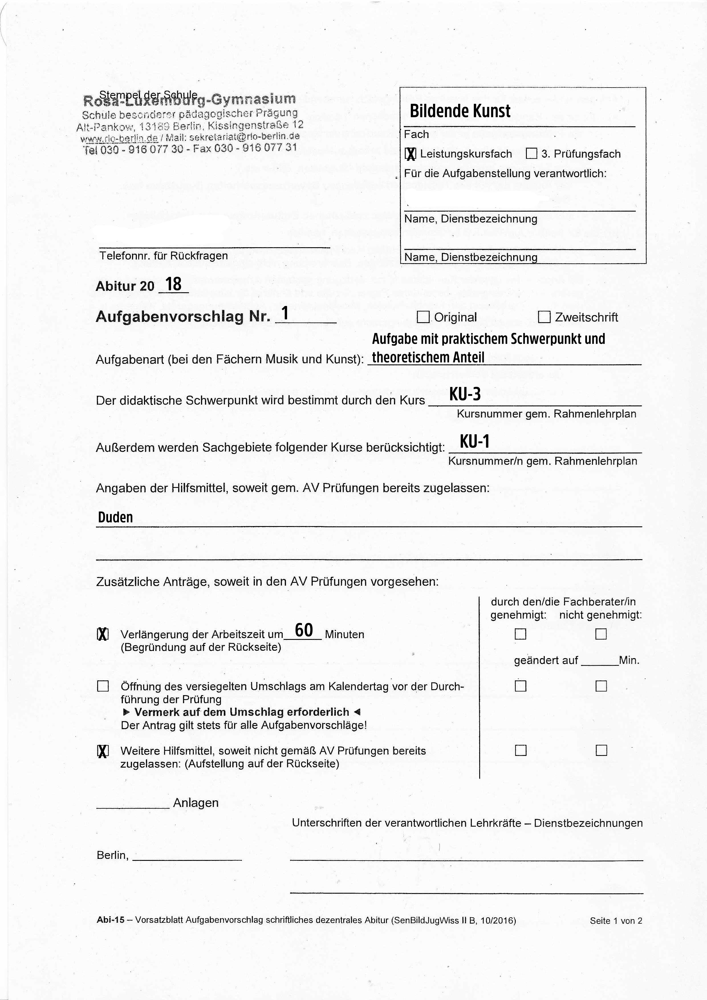 Stempel der Schule
Rosa-Luxemburg-Gymnasium
Schule besonderer pädagogischer Prägung
Alt-Pankow, 13189 Berlin, Kissingenstraße 12
www.rlo-berlin.de / Mail: sekretariat@rlo-berlin.de
Tel 030 - 916 077 30 - Fax 030 - 916 077 31
Bildende Kunst
Fach
X Leistungskursfach ☐ 3. Prüfungsfach
Für die Aufgabenstellung verantwortlich:
Name, Dienstbezeichnung
Telefonnr. für Rückfragen
Name, Dienstbezeichnung
Abitur 20 18
Aufgabenvorschlag Nr. 1 ☐ Original ☐ Zweitschrift
Aufgabe mit praktischem Schwerpunkt und
Aufgabenart (bei den Fächern Musik und Kunst): theoretischem Anteil
Der didaktische Schwerpunkt wird bestimmt durch den Kurs KU-3
Kursnummer gem. Rahmenlehrplan
Außerdem werden Sachgebiete folgender Kurse berücksichtigt: KU-1
Kursnummer/n gem. Rahmenlehrplan
Angaben der Hilfsmittel, soweit gem. AV Prüfungen bereits zugelassen:
Duden
Zusätzliche Anträge, soweit in den AV Prüfungen vorgesehen:
durch den/die Fachberater/in
genehmigt: nicht genehmigt:
X Verlängerung der Arbeitszeit um 60 Minuten ☐ ☐
(Begründung auf der Rückseite)
geändert auf ______Min.
☐ Öffnung des versiegelten Umschlags am Kalendertag vor der Durch- ☐ ☐
führung der Prüfung
► Vermerk auf dem Umschlag erforderlich ◄
Der Antrag gilt stets für alle Aufgabenvorschläge!
X Weitere Hilfsmittel, soweit nicht gemäß AV Prüfungen bereits ☐ ☐
zugelassen: (Aufstellung auf der Rückseite)
____________ Anlagen
Unterschriften der verantwortlichen Lehrkräfte – Dienstbezeichnungen
Berlin, __________________
Abi-15 – Vorsatzblatt Aufgabenvorschlag schriftliches dezentrales Abitur (SenBildJugWiss II B, 10/2016) Seite 1 von 2